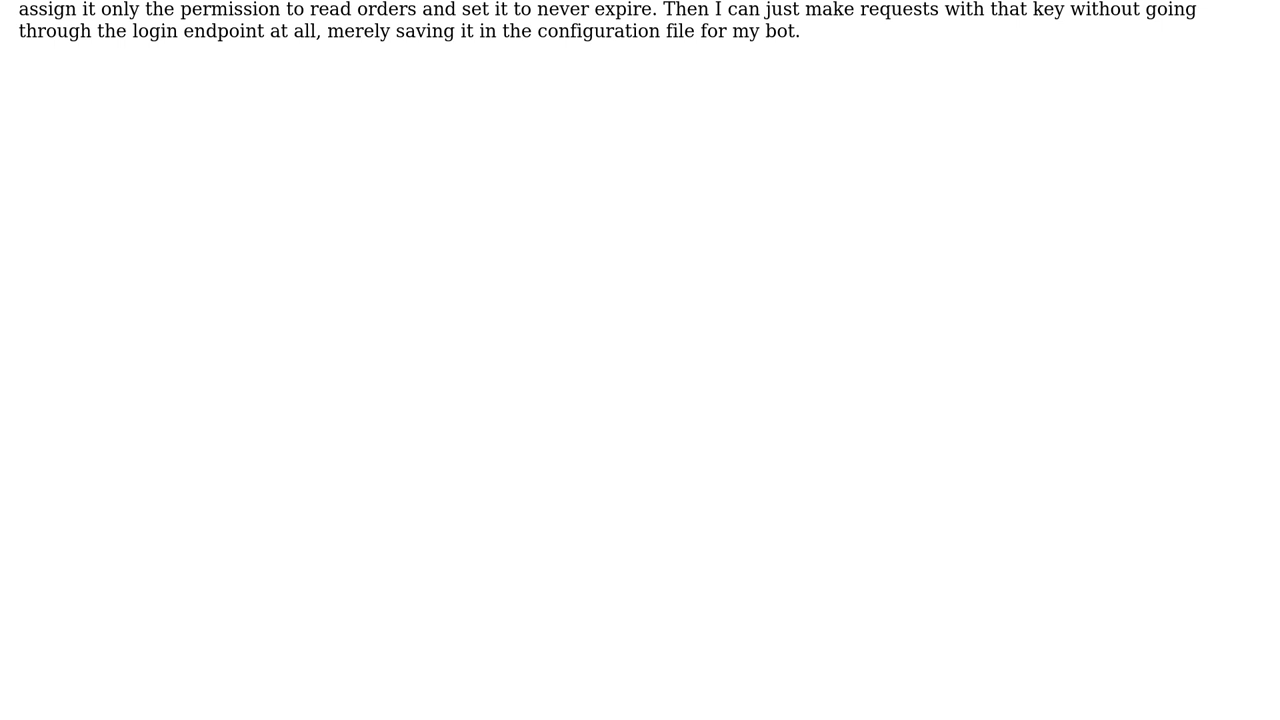 assign it only the permission to read orders and set it to never expire. Then I can just make requests with that key without going
through the login endpoint at all, merely saving it in the configuration file for my bot.